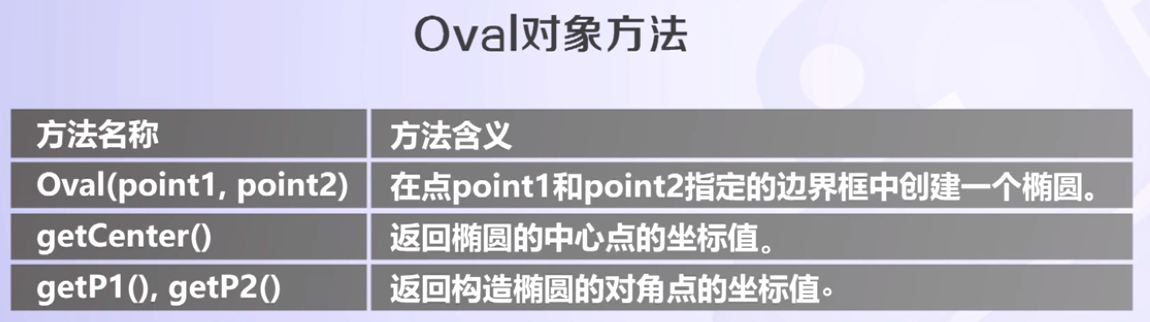 Oval对象方法
方法名称 方法含义
Oval(point1, point2) 在点point1和point2指定的边界框中创建一个椭圆。
getCenter() 返回椭圆的中心点的坐标值。
getP1(), getP2() 返回构造椭圆的对角点的坐标值。